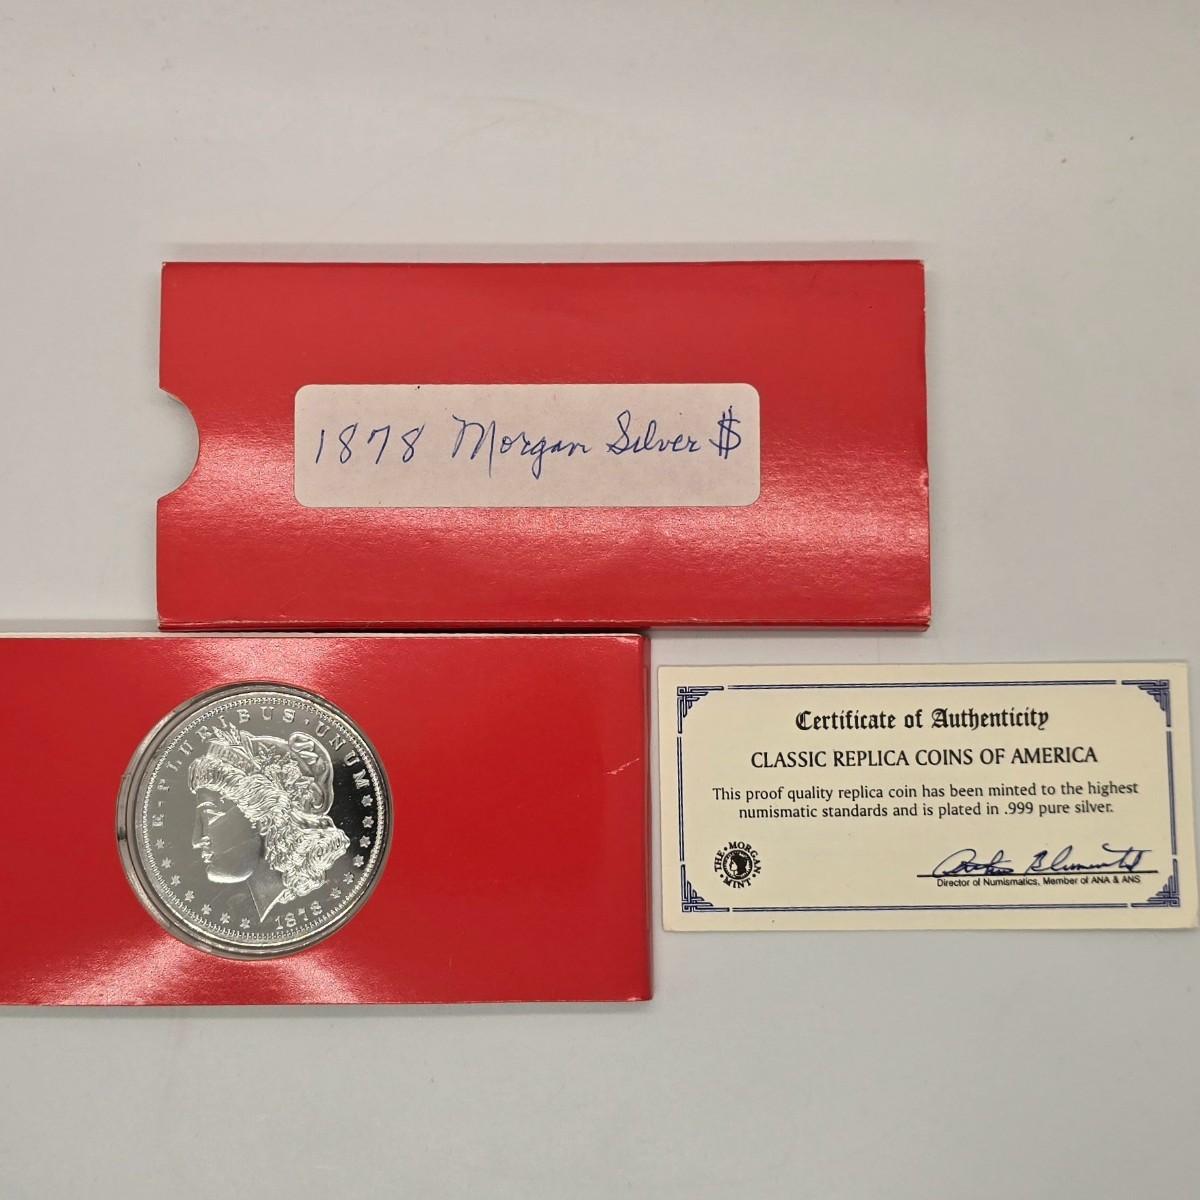 1878 Morgan Silver $
E·PLURIBUS·UNUM
1878
Certificate of Authenticity
CLASSIC REPLICA COINS OF AMERICA
This proof quality replica coin has been minted to the highest
numismatic standards and is plated in .999 pure silver.
THE·MORGAN
MINT·
Director of Numismatics, Member of ANA & ANS